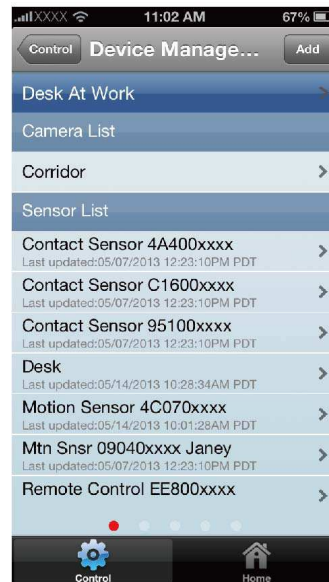 XXXX 11:02 AM 67%
Control Device Manage... Add
Desk At Work
Camera List
Corridor
Sensor List
Contact Sensor 4A400xxxx
Last updated:05/07/2013 12:23:10PM PDT
Contact Sensor C1600xxxx
Last updated:05/07/2013 12:23:10PM PDT
Contact Sensor 95100xxxx
Last updated:05/07/2013 12:23:10PM PDT
Desk
Last updated:05/14/2013 10:28:34AM PDT
Motion Sensor 4C070xxxx
Last updated:05/14/2013 10:01:28AM PDT
Mtn Snsr 09040xxxx Janey
Last updated:05/07/2013 12:23:10PM PDT
Remote Control EE800xxxx
Control Home